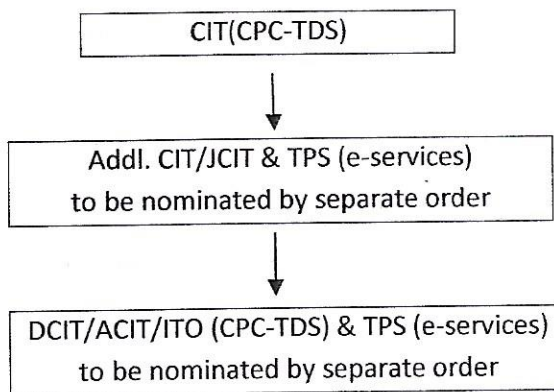 CIT(CPC-TDS)
Addl. CIT/JCIT & TPS (e-services)
to be nominated by separate order
DCIT/ACIT/ITO (CPC-TDS) & TPS (e-services)
to be nominated by separate order